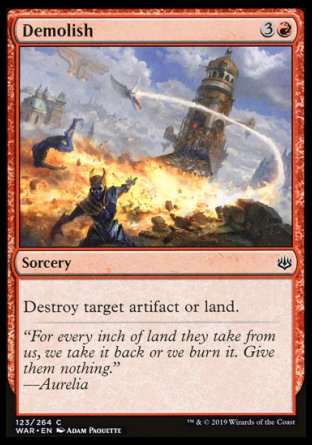 Demolish 3
Sorcery
Destroy target artifact or land.
“For every inch of land they take from
us, we take it back or we burn it. Give
them nothing.”
—Aurelia
123/264 C
WAR • EN Adam Paquette
™ & © 2019 Wizards of the Coast